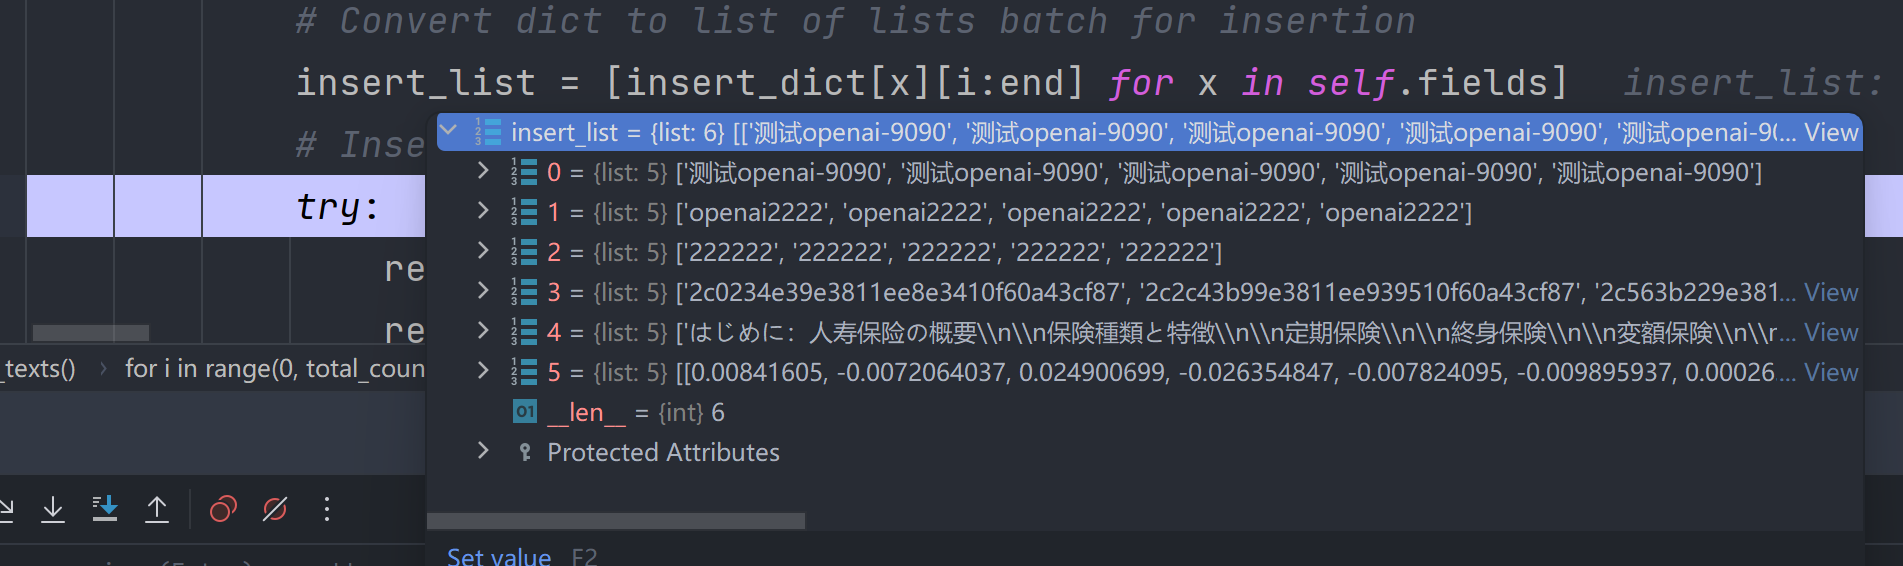 # Convert dict to list of lists batch for insertion
insert_list = [insert_dict[x][i:end] for x in self.fields] insert_list:
insert_list = {list: 6} [['测试openai-9090', '测试openai-9090', '测试openai-9090', '测试openai-9090', '测试openai-90... View
# Inse
0 = {list: 5} ['测试openai-9090', '测试openai-9090', '测试openai-9090', '测试openai-9090', '测试openai-9090']
try:
1 = {list: 5} ['openai2222', 'openai2222', 'openai2222', 'openai2222', 'openai2222']
2 = {list: 5} ['222222', '222222', '222222', '222222', '222222']
re
3 = {list: 5} ['2c0234e39e3811ee8e3410f60a43cf87', '2c2c43b99e3811ee939510f60a43cf87', '2c563b229e381... View
re
4 = {list: 5} ['はじめに：人寿保险の概要\\n\\n保険種類と特徴\\n\\n定期保険\\n\\n終身保険\\n\\n変額保険\\n\\r... View
_texts() › for i in range(0, total_coun
5 = {list: 5} [[0.00841605, -0.0072064037, 0.024900699, -0.026354847, -0.007824095, -0.009895937, 0.00026... View
01 __len__ = {int} 6
Protected Attributes
Set value F2